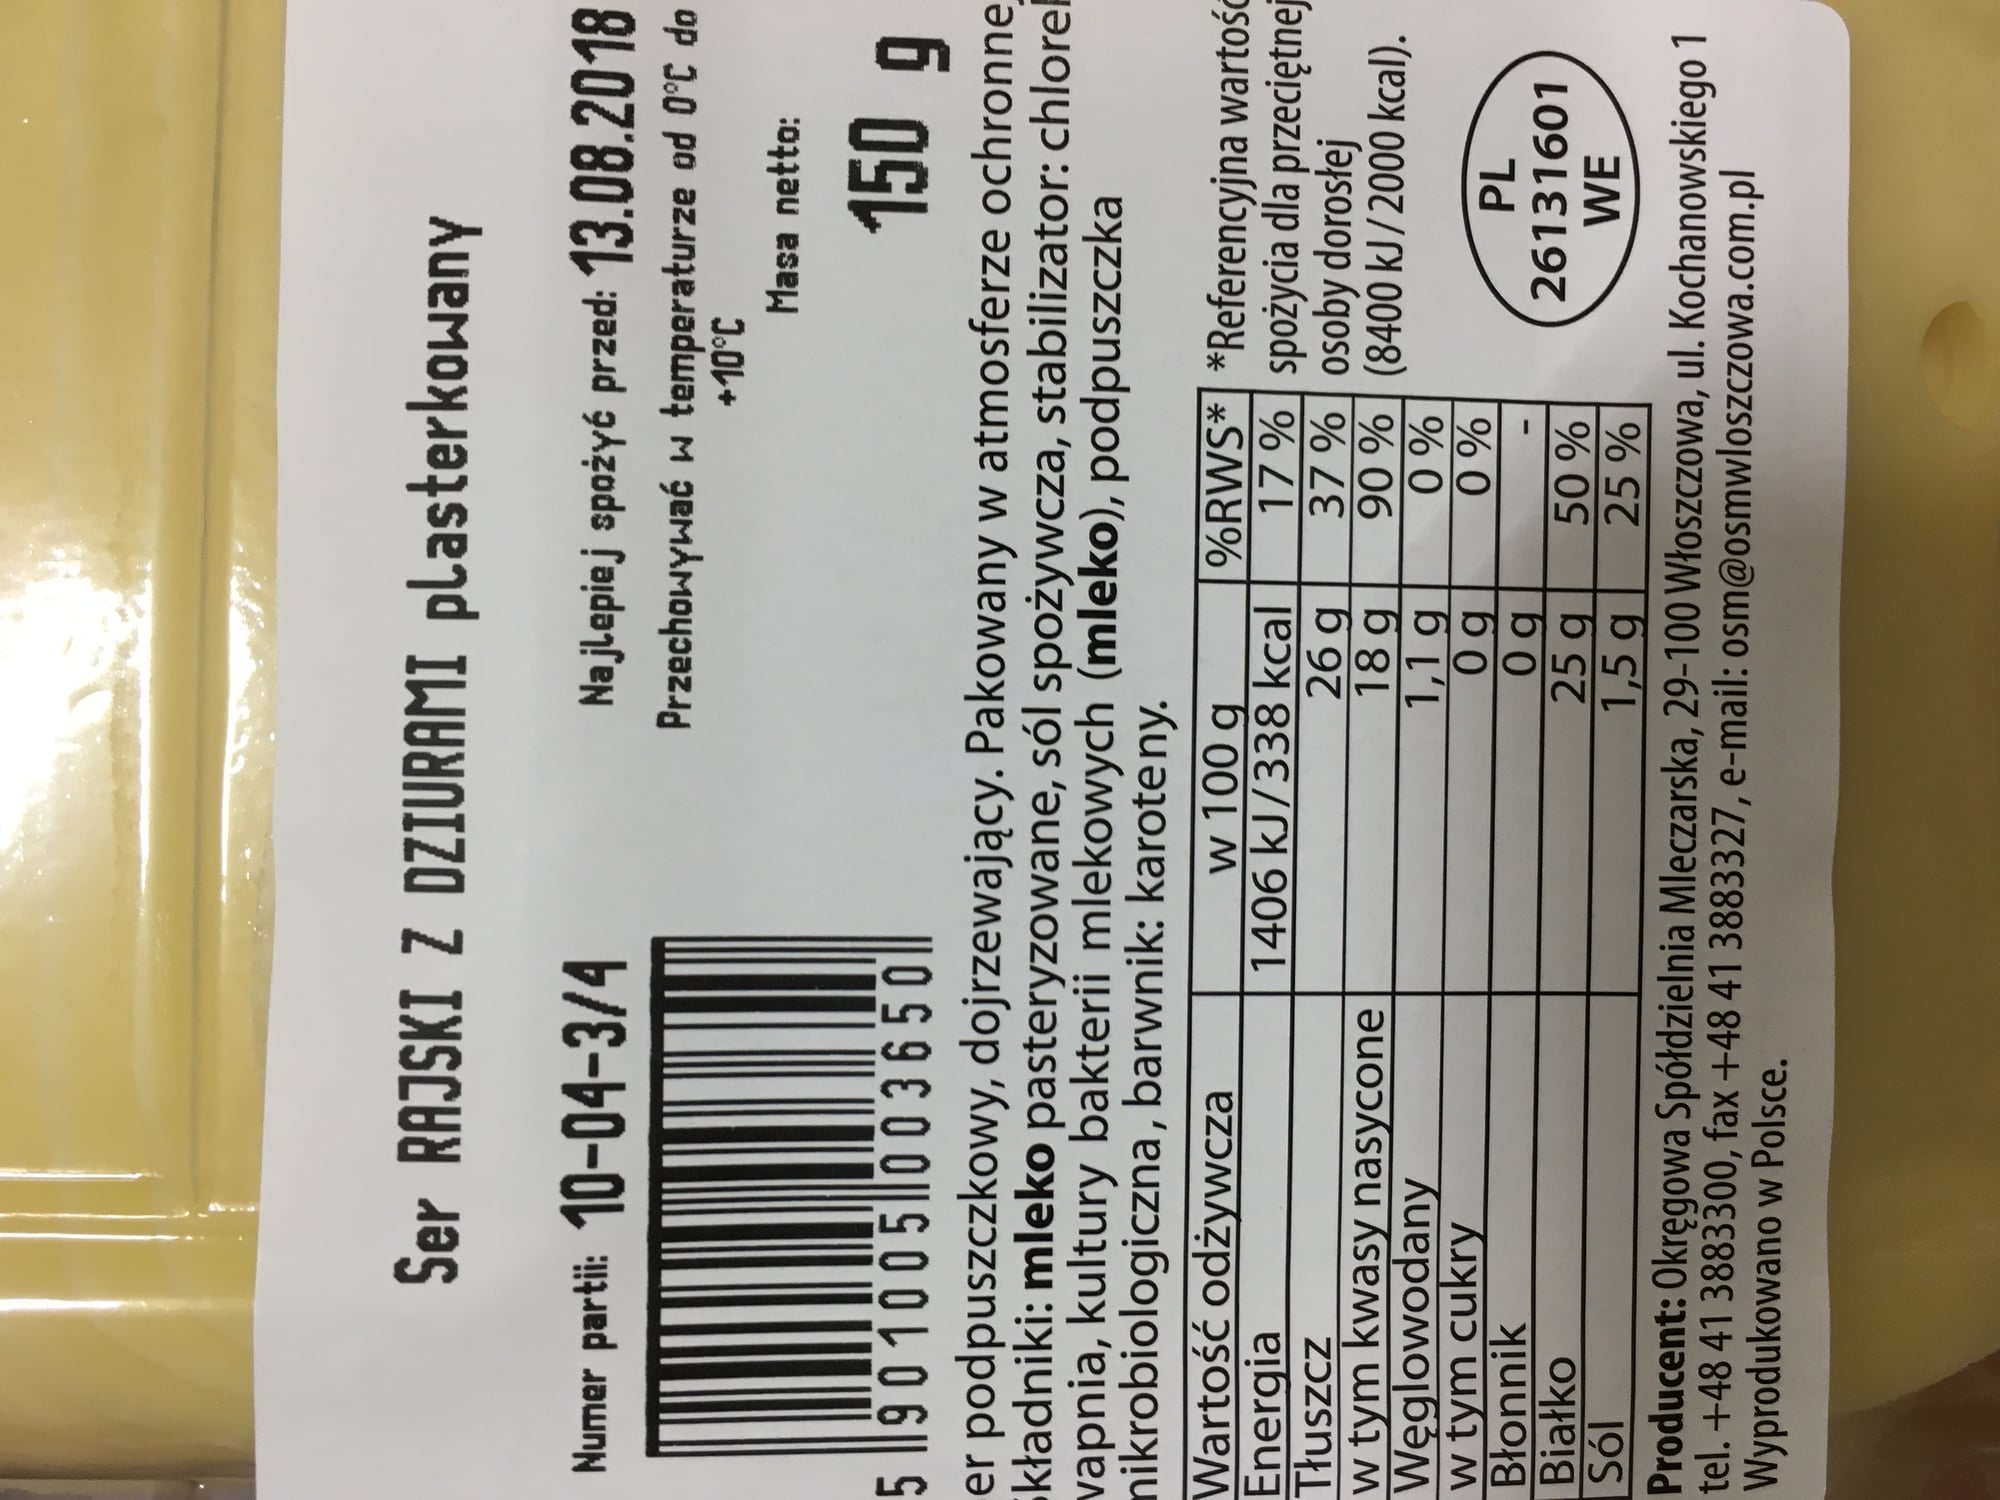 Ser RAJSKI Z DZIURAMI plasterkowany
Numer partii: 10-04-3/4
Najlepiej spożyć przed: 13.08.2018
Przechowywać w temperaturze od 0°C do
+10°C
Masa netto:
150 g
5 901005 003650
er podpuszczkowy, dojrzewający. Pakowany w atmosferze ochronnej
kładniki: mleko pasteryzowane, sól spożywcza, stabilizator: chlorek
wapnia, kultury bakterii mlekowych (mleko), podpuszczka
mikrobiologiczna, barwnik: karoteny.
Wartość odżywcza w 100 g %RWS*
Energia 1406 kJ/338 kcal 17 %
Tłuszcz 26 g 37 %
w tym kwasy nasycone 18 g 90 %
Węglowodany 1,1 g 0 %
w tym cukry 0 g 0 %
Błonnik 0 g -
Białko 25 g 50 %
Sól 1,5 g 25 %
*Referencyjna wartość
spożycia dla przeciętnej
osoby dorosłej
(8400 kJ/2000 kcal).
PL
26131601
WE
Producent: Okręgowa Spółdzielnia Mleczarska, 29-100 Włoszczowa, ul. Kochanowskiego 1
tel. +48 41 3883300, fax +48 41 3883327, e-mail: osm@osmwloszczowa.com.pl
Wyprodukowano w Polsce.